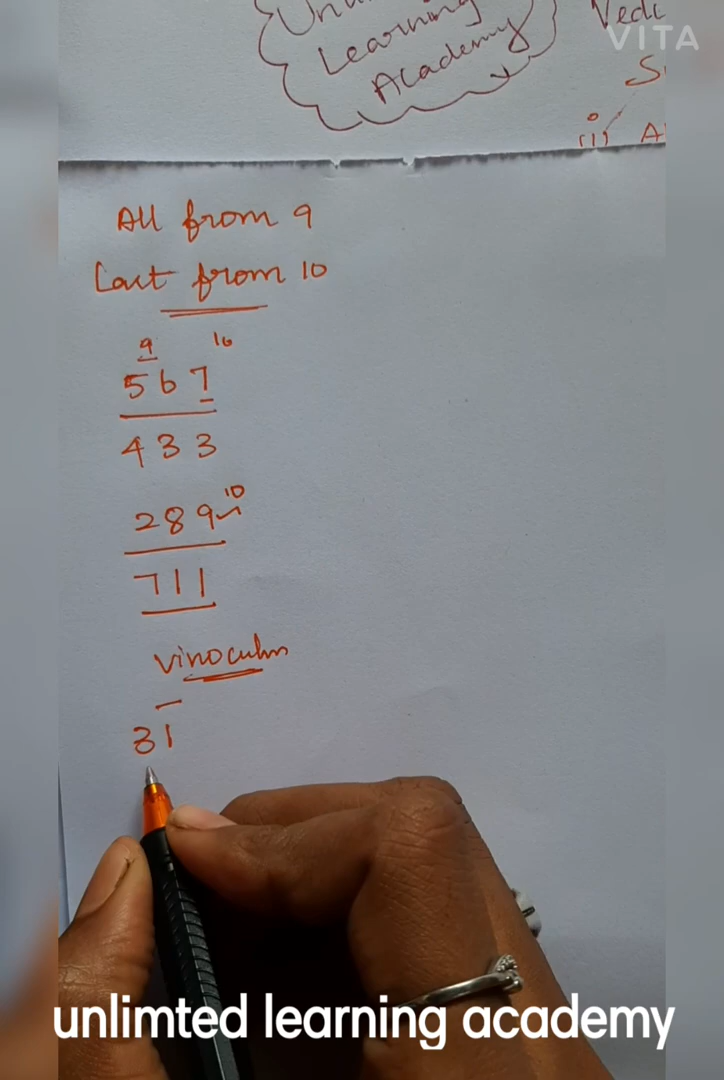 Learning
Academy
VITA
(i)
All from 9
Last from 10
9 10
567
433
289 10
711
vinoculm
31̅
unlimted learning academy